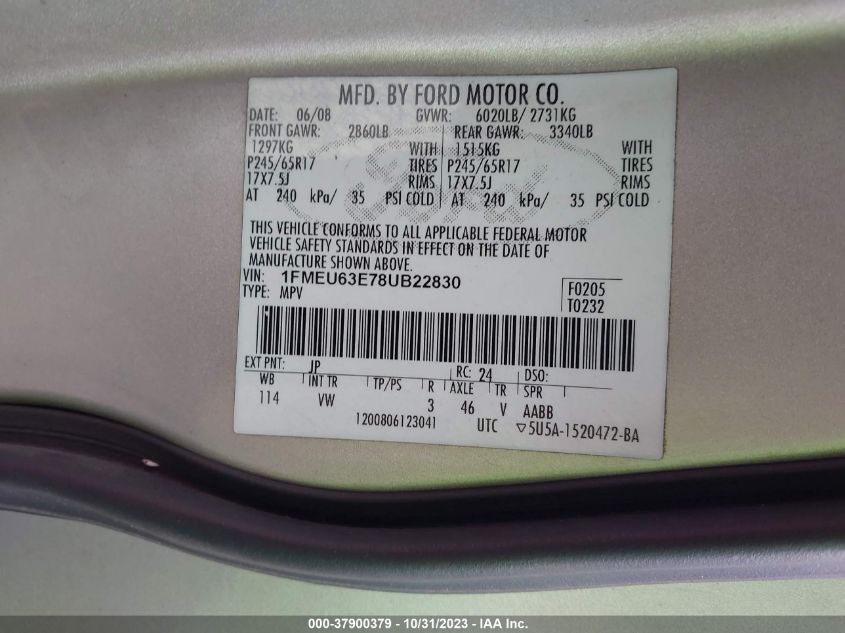 MFD. BY FORD MOTOR CO.
DATE: 06/08 GVWR: 6020LB/ 2731KG
FRONT GAWR: 2860LB REAR GAWR: 3340LB
1297KG WITH 1515KG WITH
P245/65R17 TIRES P245/65R17 TIRES
17X7.5J RIMS 17X7.5J RIMS
AT 240 kPa/ 35 PSI COLD AT 240 kPa/ 35 PSI COLD
Ford
THIS VEHICLE CONFORMS TO ALL APPLICABLE FEDERAL MOTOR
VEHICLE SAFETY STANDARDS IN EFFECT ON THE DATE OF
MANUFACTURE SHOWN ABOVE.
VIN: 1FMEU63E78UB22830
TYPE: MPV
F0205
T0232
EXT PNT: JP RC: 24 DSO:
WB INT TR TP/PS R AXLE TR SPR
114 VW 3 46 V AABB
1200806123041 UTC ▽5U5A-1520472-BA
000-37900379 - 10/31/2023 - IAA Inc.